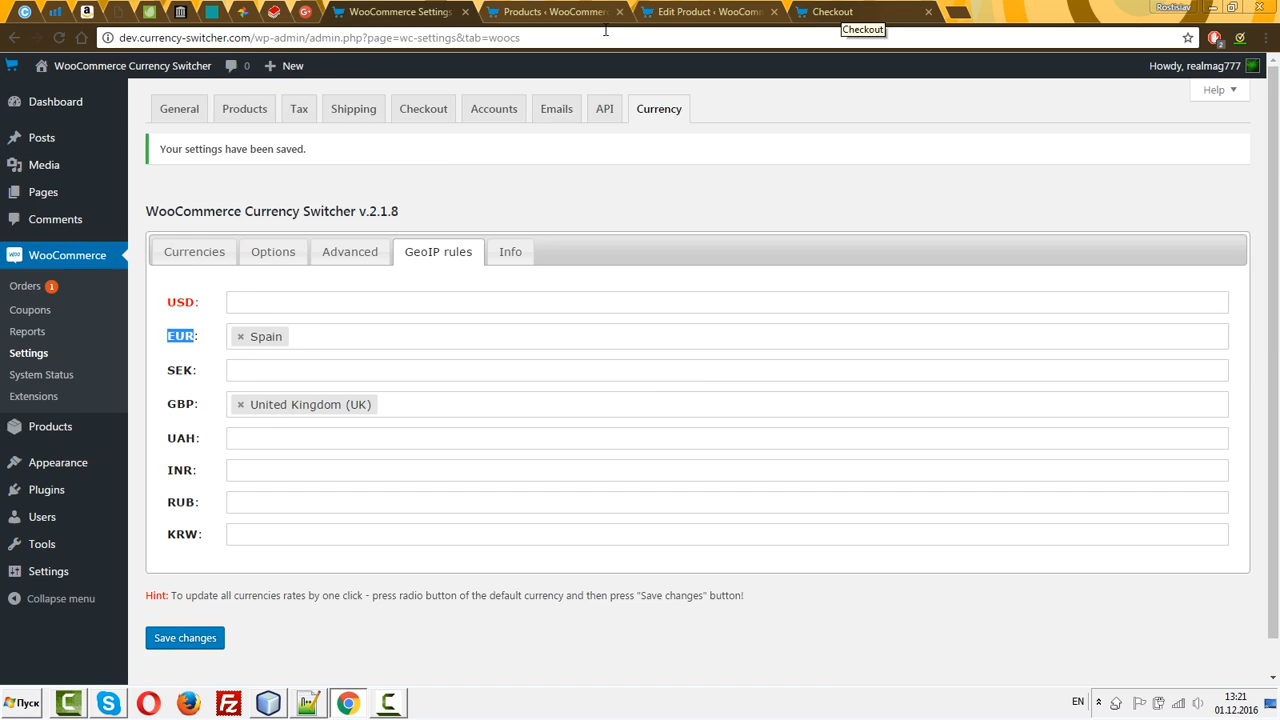 WooCommerce Settings
Products ‹ WooCommer
Edit Product ‹ WooComm
Checkout
Rostislav
Checkout
dev.currency-switcher.com/wp-admin/admin.php?page=wc-settings&tab=woocs
2
WooCommerce Currency Switcher
0
New
Howdy, realmag777
Dashboard
Posts
Media
Pages
Comments
WooCommerce
Orders 1
Coupons
Reports
Settings
System Status
Extensions
Products
Appearance
Plugins
Users
Tools
Settings
Collapse menu
Help
General
Products
Tax
Shipping
Checkout
Accounts
Emails
API
Currency
Your settings have been saved.
WooCommerce Currency Switcher v.2.1.8
Currencies
Options
Advanced
GeoIP rules
Info
USD:
EUR: × Spain
SEK:
GBP: × United Kingdom (UK)
UAH:
INR:
RUB:
KRW:
Hint: To update all currencies rates by one click - press radio button of the default currency and then press "Save changes" button!
Save changes
Пуск
EN
13:21
01.12.2016